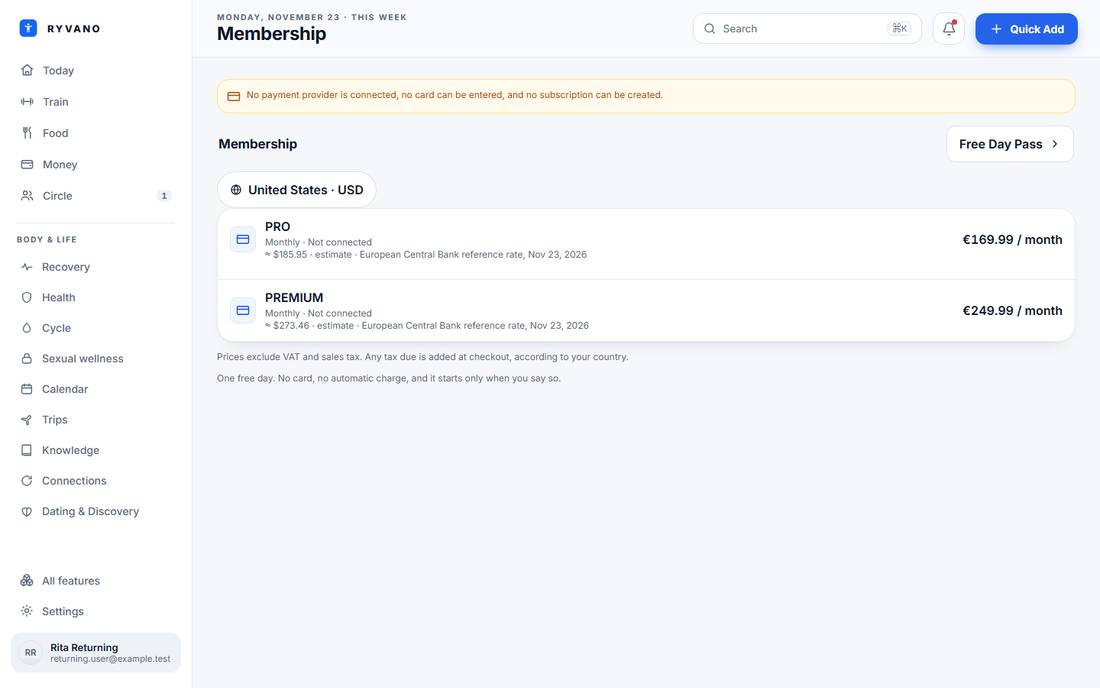 RYVANO
Today
Train
Food
Money
Circle
1
BODY & LIFE
Recovery
Health
Cycle
Sexual wellness
Calendar
Trips
Knowledge
Connections
Dating & Discovery
All features
Settings
RR
Rita Returning
returning.user@example.test
MONDAY, NOVEMBER 23 · THIS WEEK
Membership
Search
⌘K
Quick Add
No payment provider is connected, no card can be entered, and no subscription can be created.
Membership
Free Day Pass
United States · USD
PRO
Monthly · Not connected
≈ $185.95 · estimate · European Central Bank reference rate, Nov 23, 2026
€169.99 / month
PREMIUM
Monthly · Not connected
≈ $273.46 · estimate · European Central Bank reference rate, Nov 23, 2026
€249.99 / month
Prices exclude VAT and sales tax. Any tax due is added at checkout, according to your country.
One free day. No card, no automatic charge, and it starts only when you say so.